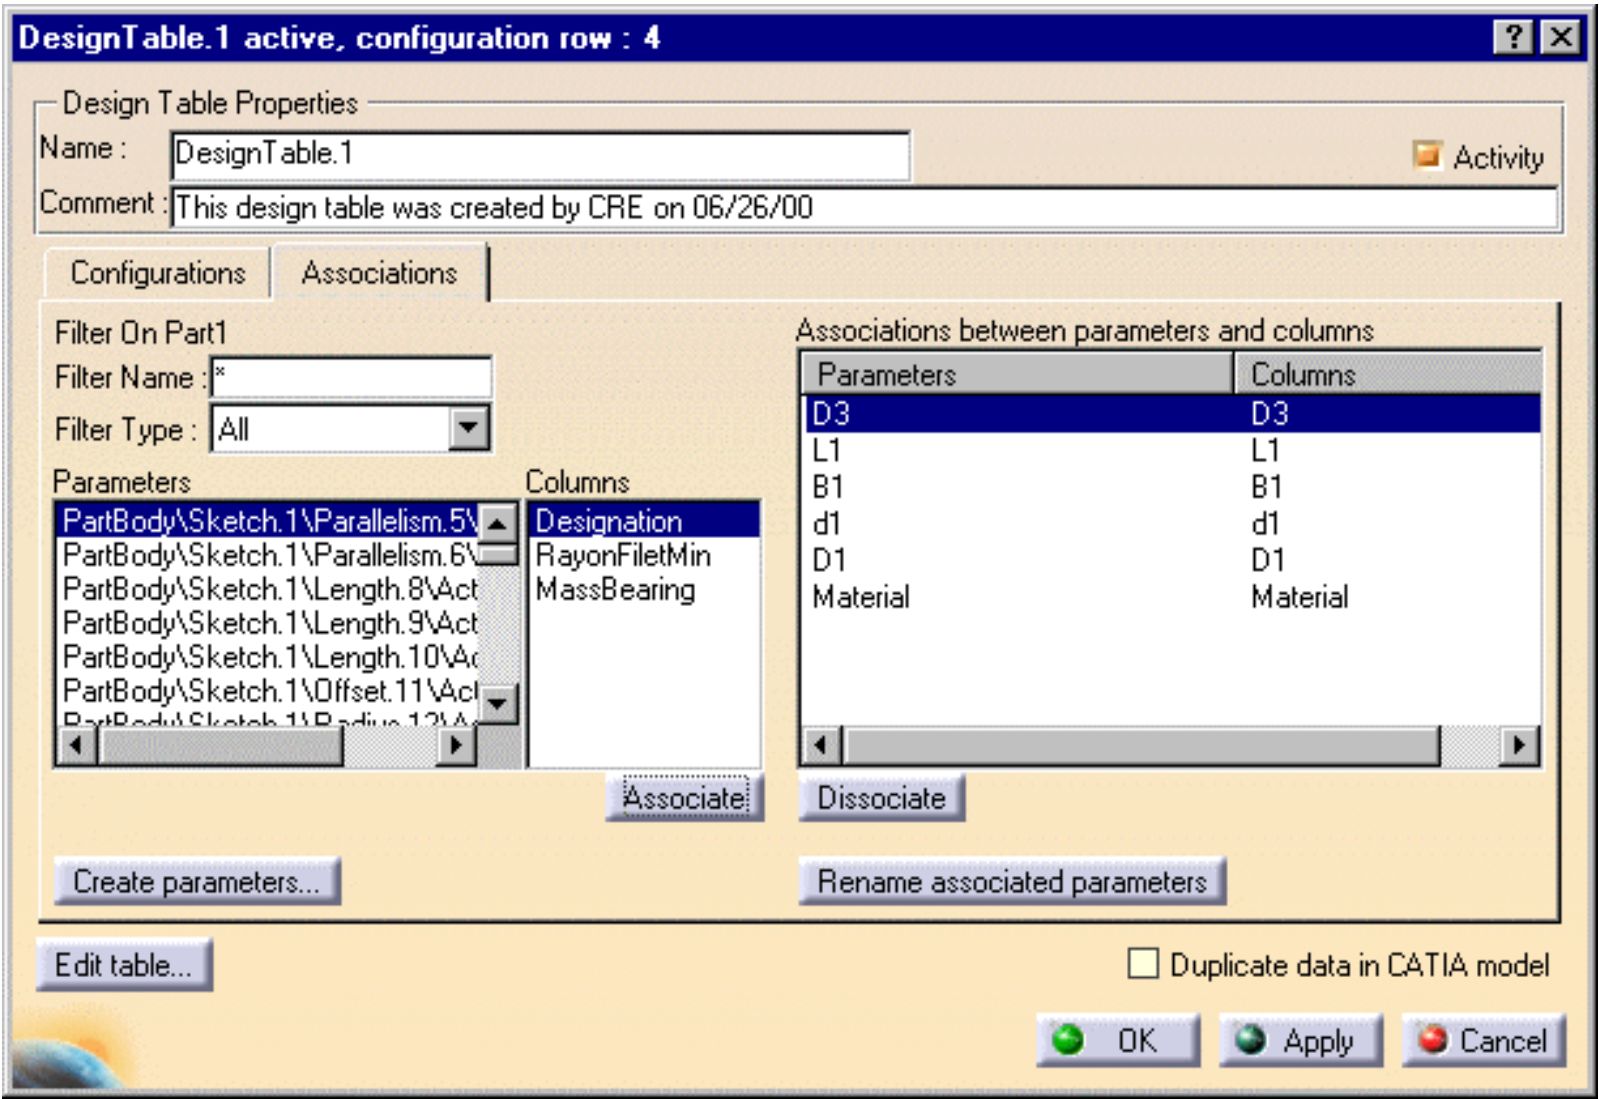 DesignTable.1 active, configuration row : 4
Design Table Properties
Name : DesignTable.1
Activity
Comment : This design table was created by CRE on 06/26/00
Configurations Associations
Filter On Part1
Filter Name : *
Filter Type : All
Parameters
PartBody\Sketch.1\Parallelism.5\
PartBody\Sketch.1\Parallelism.6\
PartBody\Sketch.1\Length.8\Act
PartBody\Sketch.1\Length.9\Act
PartBody\Sketch.1\Length.10\Ac
PartBody\Sketch.1\Offset.11\Act
PartBody\Sketch.1\Radius.12\A
Columns
Designation
RayonFiletMin
MassBearing
Associate
Create parameters...
Associations between parameters and columns
Parameters Columns
D3 D3
L1 L1
B1 B1
d1 d1
D1 D1
Material Material
Dissociate
Rename associated parameters
Edit table...
Duplicate data in CATIA model
OK Apply Cancel